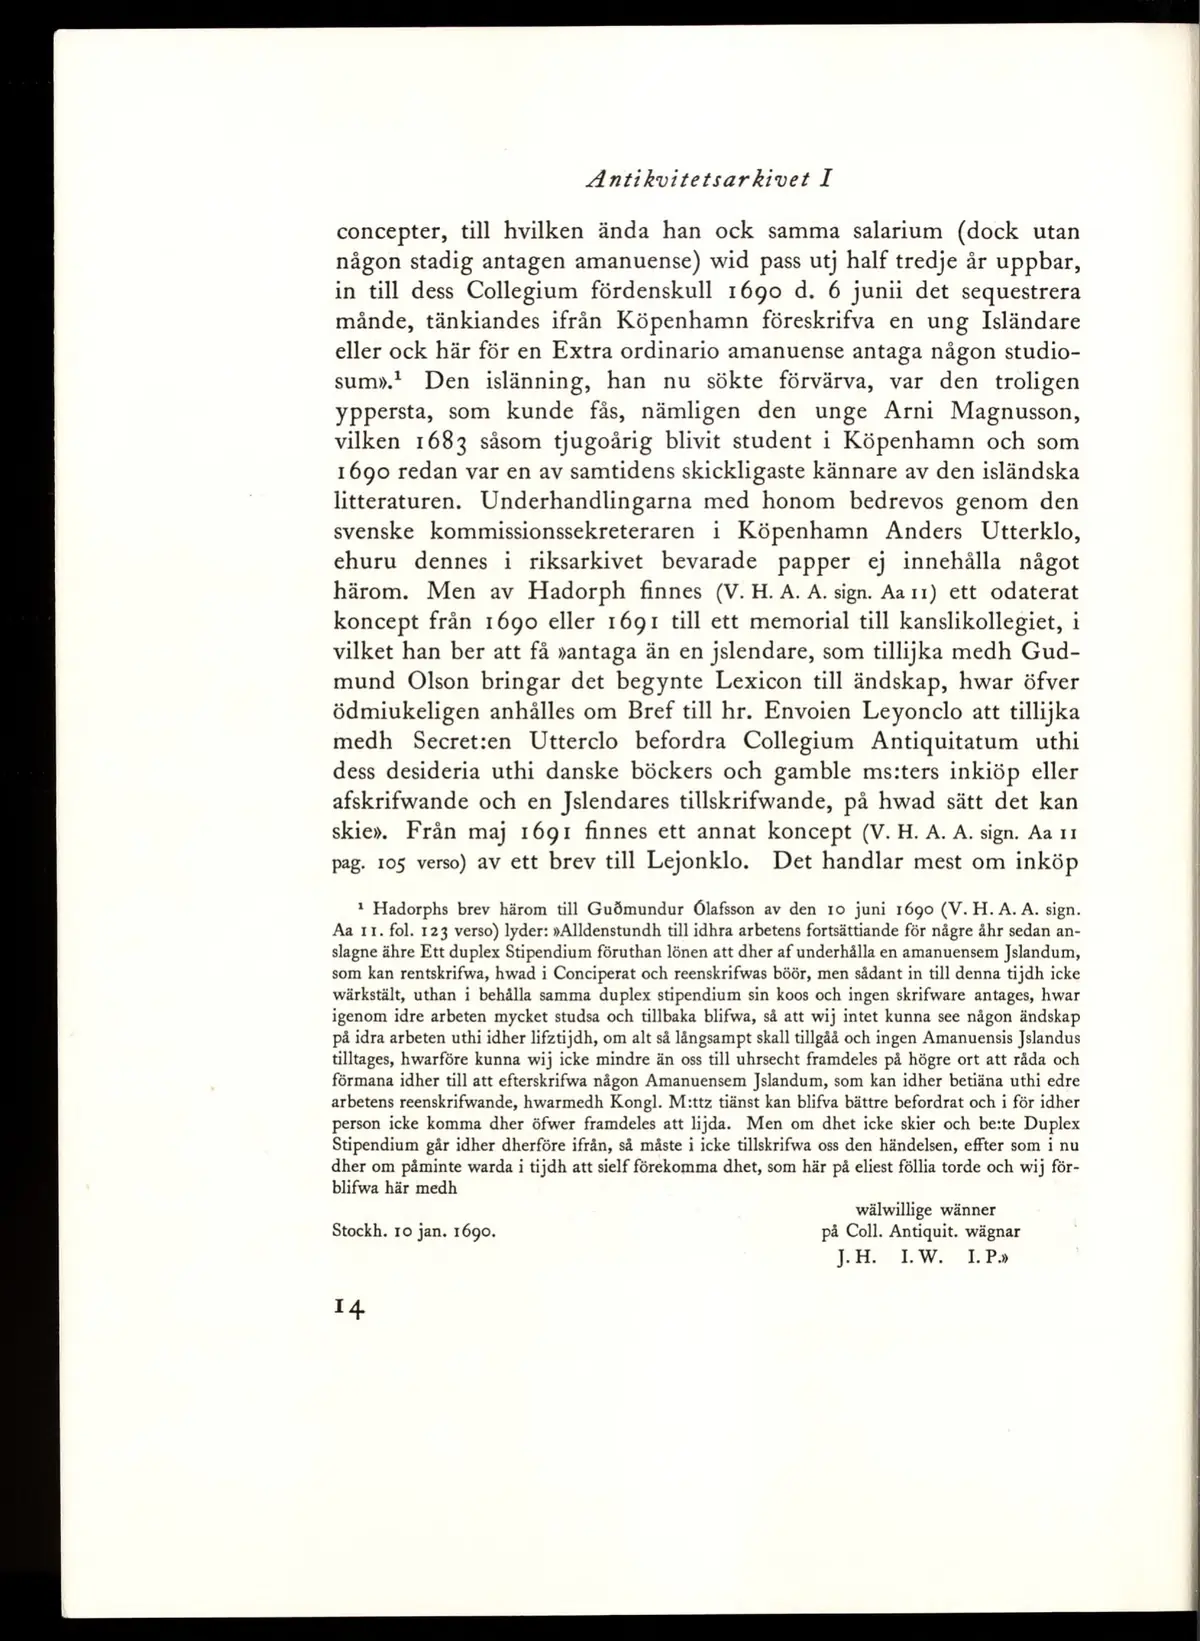 Antikvitetsarkivet I
concepter, till hvilken ända han ock samma salarium (dock utan
någon stadig antagen amanuense) wid pass utj half tredje år uppbar,
in till dess Collegium fördenskull 1690 d. 6 junii det sequestrera
månde, tänkiandes ifrån Köpenhamn föreskrifva en ung Isländare
eller ock här för en Extra ordinario amanuense antaga någon studio-
sum».¹ Den islänning, han nu sökte förvärva, var den troligen
yppersta, som kunde fås, nämligen den unge Arni Magnusson,
vilken 1683 såsom tjugoårig blivit student i Köpenhamn och som
1690 redan var en av samtidens skickligaste kännare av den isländska
litteraturen. Underhandlingarna med honom bedrevos genom den
svenske kommissionssekreteraren i Köpenhamn Anders Utterklo,
ehuru dennes i riksarkivet bevarade papper ej innehålla något
härom. Men av Hadorph finnes (V. H. A. A. sign. Aa 11) ett odaterat
koncept från 1690 eller 1691 till ett memorial till kanslikollegiet, i
vilket han ber att få »antaga än en jslendare, som tillijka medh Gud-
mund Olson bringar det begynte Lexicon till ändskap, hwar öfver
ödmiukeligen anhålles om Bref till hr. Envoien Leyonclo att tillijka
medh Secret:en Utterclo befordra Collegium Antiquitatum uthi
dess desideria uthi danske böckers och gamble ms:ters inkiöp eller
afskrifwande och en Jslendares tillskrifwande, på hwad sätt det kan
skie». Från maj 1691 finnes ett annat koncept (V. H. A. A. sign. Aa 11
pag. 105 verso) av ett brev till Lejonklo. Det handlar mest om inköp
¹ Hadorphs brev härom till Guðmundur Ólafsson av den 10 juni 1690 (V. H. A. A. sign.
Aa 11. fol. 123 verso) lyder: »Alldenstundh till idhra arbetens fortsättiande för någre åhr sedan an-
slagne ähre Ett duplex Stipendium föruthan lönen att dher af underhålla en amanuensem Jslandum,
som kan rentskrifwa, hwad i Conciperat och reenskrifwas böör, men sådant in till denna tijdh icke
wärkstält, uthan i behålla samma duplex stipendium sin koos och ingen skrifware antages, hwar
igenom idre arbeten mycket studsa och tillbaka blifwa, så att wij intet kunna see någon ändskap
på idra arbeten uthi idher lifztijdh, om alt så långsampt skall tillgåå och ingen Amanuensis Jslandus
tilltages, hwarföre kunna wij icke mindre än oss till uhrsecht framdeles på högre ort att råda och
förmana idher till att efterskrifwa någon Amanuensem Jslandum, som kan idher betiäna uthi edre
arbetens reenskrifwande, hwarmedh Kongl. M:ttz tiänst kan blifva bättre befordrat och i för idher
person icke komma dher öfwer framdeles att lijda. Men om dhet icke skier och be:te Duplex
Stipendium går idher dherföre ifrån, så måste i icke tillskrifwa oss den händelsen, effter som i nu
dher om påminte warda i tijdh att sielf förekomma dhet, som här på eliest föllia torde och wij för-
blifwa här medh
wälwillige wänner
Stockh. 10 jan. 1690. på Coll. Antiquit. wägnar
J. H. I. W. I. P.»
14